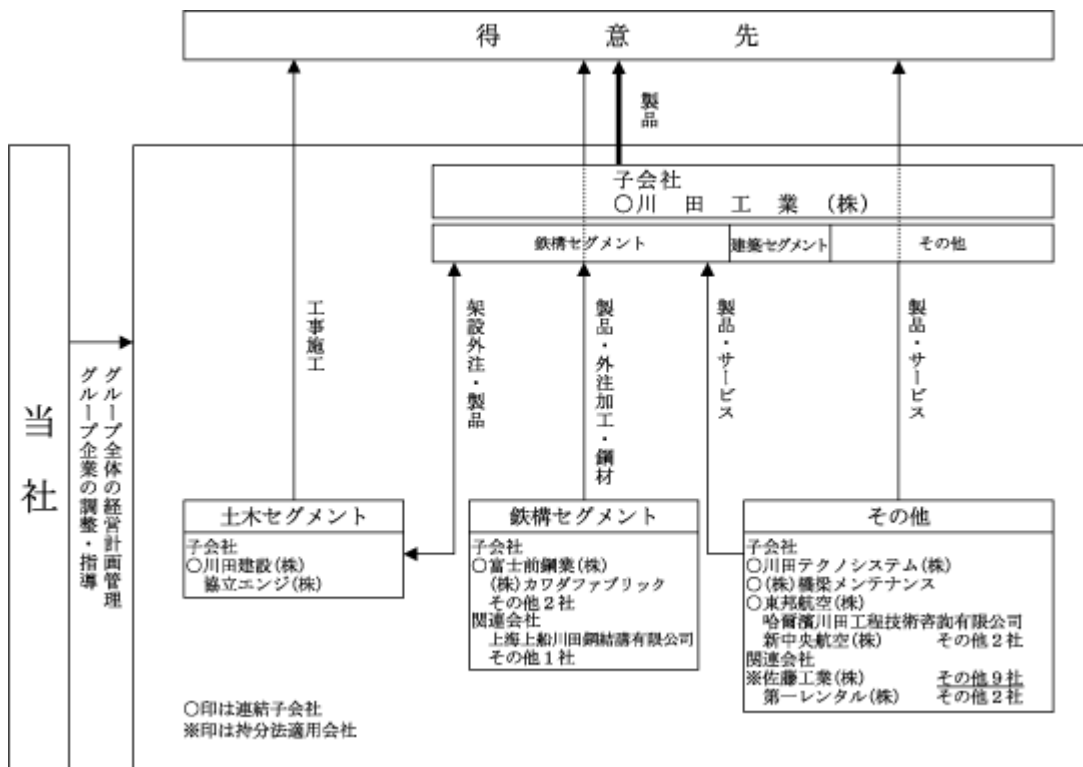 得意先
製品
子会社
○川田工業(株)
鉄構セグメント
建築セグメント
その他
工事施工
架設外注・製品
製品・外注加工・鋼材
製品・サービス
製品・サービス
当社
グループ全体の経営計画管理
グループ企業の調整・指導
土木セグメント
子会社
○川田建設(株)
協立エンジ(株)
鉄構セグメント
子会社
○富士前鋼業(株)
(株)カワダファブリック
その他2社
関連会社
上海上船川田鋼結講有限公司
その他1社
その他
子会社
○川田テクノシステム(株)
○(株)橋梁メンテナンス
○東邦航空(株)
哈爾濱川田工程技術咨詢有限公司
新中央航空(株) その他2社
関連会社
※佐藤工業(株) その他9社
第一レンタル(株) その他2社
○印は連結子会社
※印は持分法適用会社